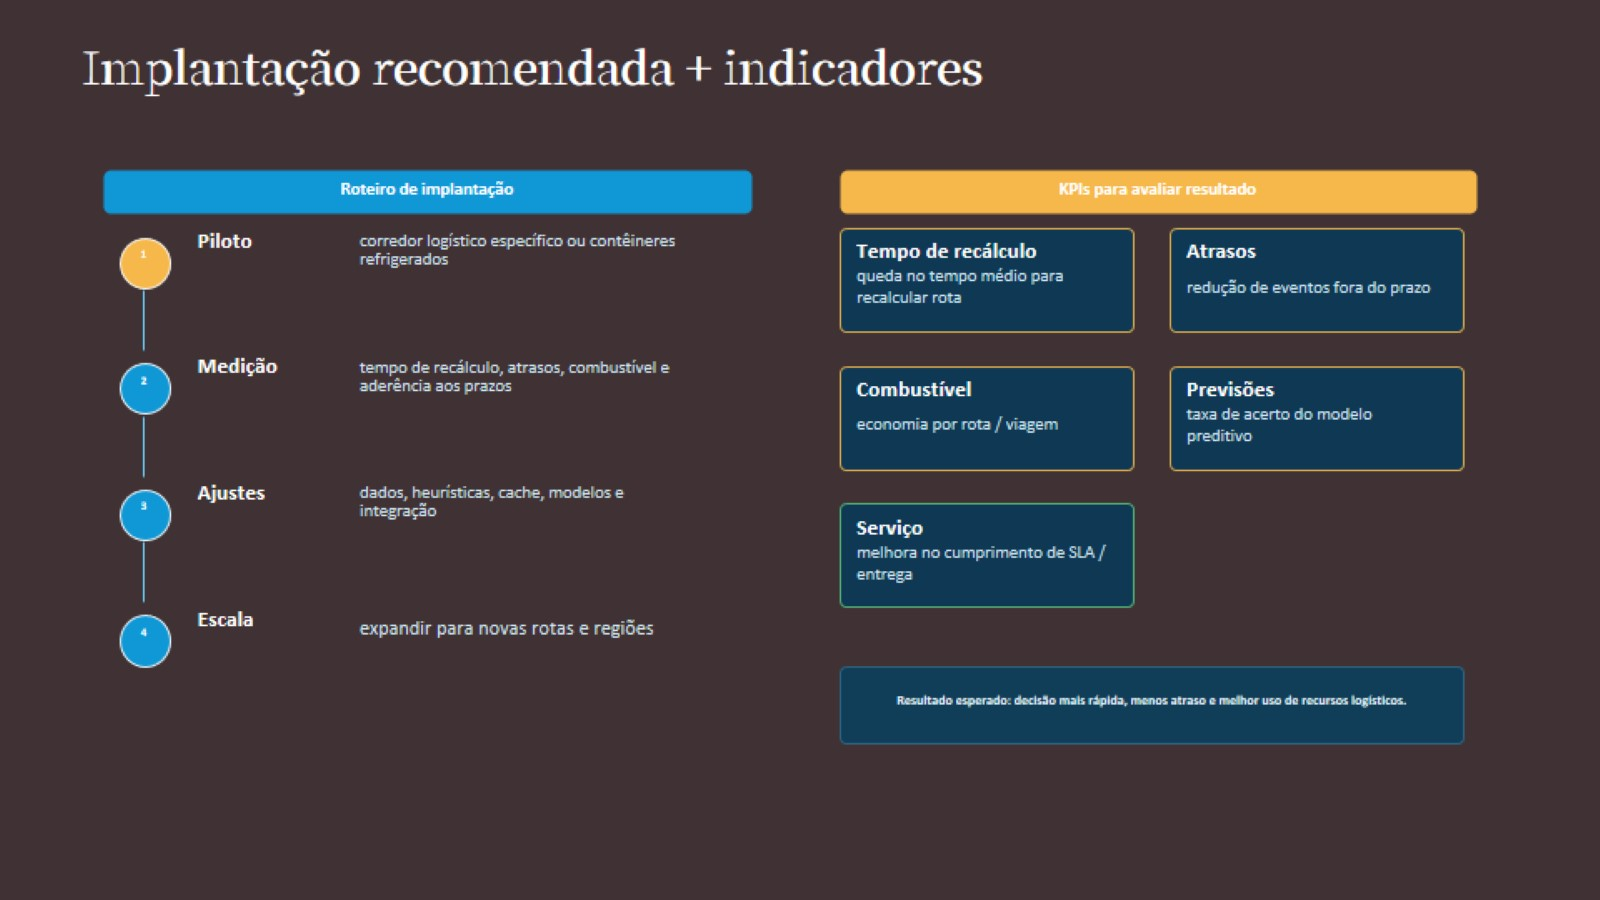 Implantação recomendada + indicadores
Roteiro de implantação
1
Piloto
corredor logístico específico ou contêineres
refrigerados
2
Medição
tempo de recálculo, atrasos, combustível e
aderência aos prazos
3
Ajustes
dados, heurísticas, cache, modelos e
integração
4
Escala
expandir para novas rotas e regiões
KPIs para avaliar resultado
Tempo de recálculo
queda no tempo médio para
recalcular rota
Atrasos
redução de eventos fora do prazo
Combustível
economia por rota / viagem
Previsões
taxa de acerto do modelo
preditivo
Serviço
melhora no cumprimento de SLA /
entrega
Resultado esperado: decisão mais rápida, menos atraso e melhor uso de recursos logísticos.